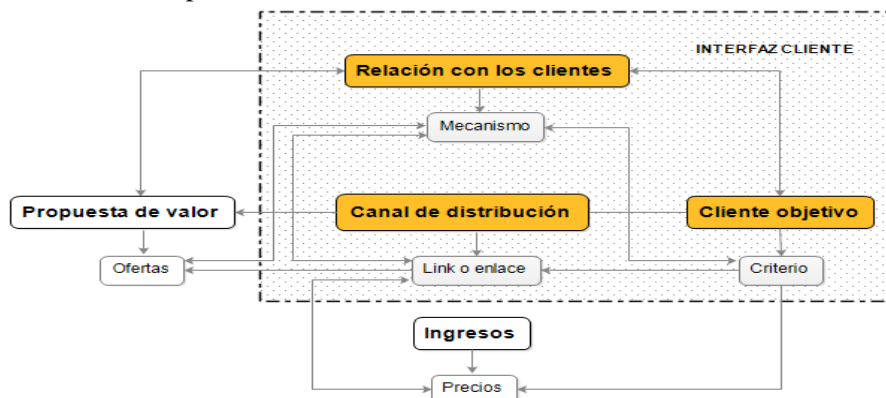 INTERFAZ CLIENTE
Relación con los clientes
Mecanismo
Propuesta de valor
Canal de distribución
Cliente objetivo
Ofertas
Link o enlace
Criterio
Ingresos
Precios